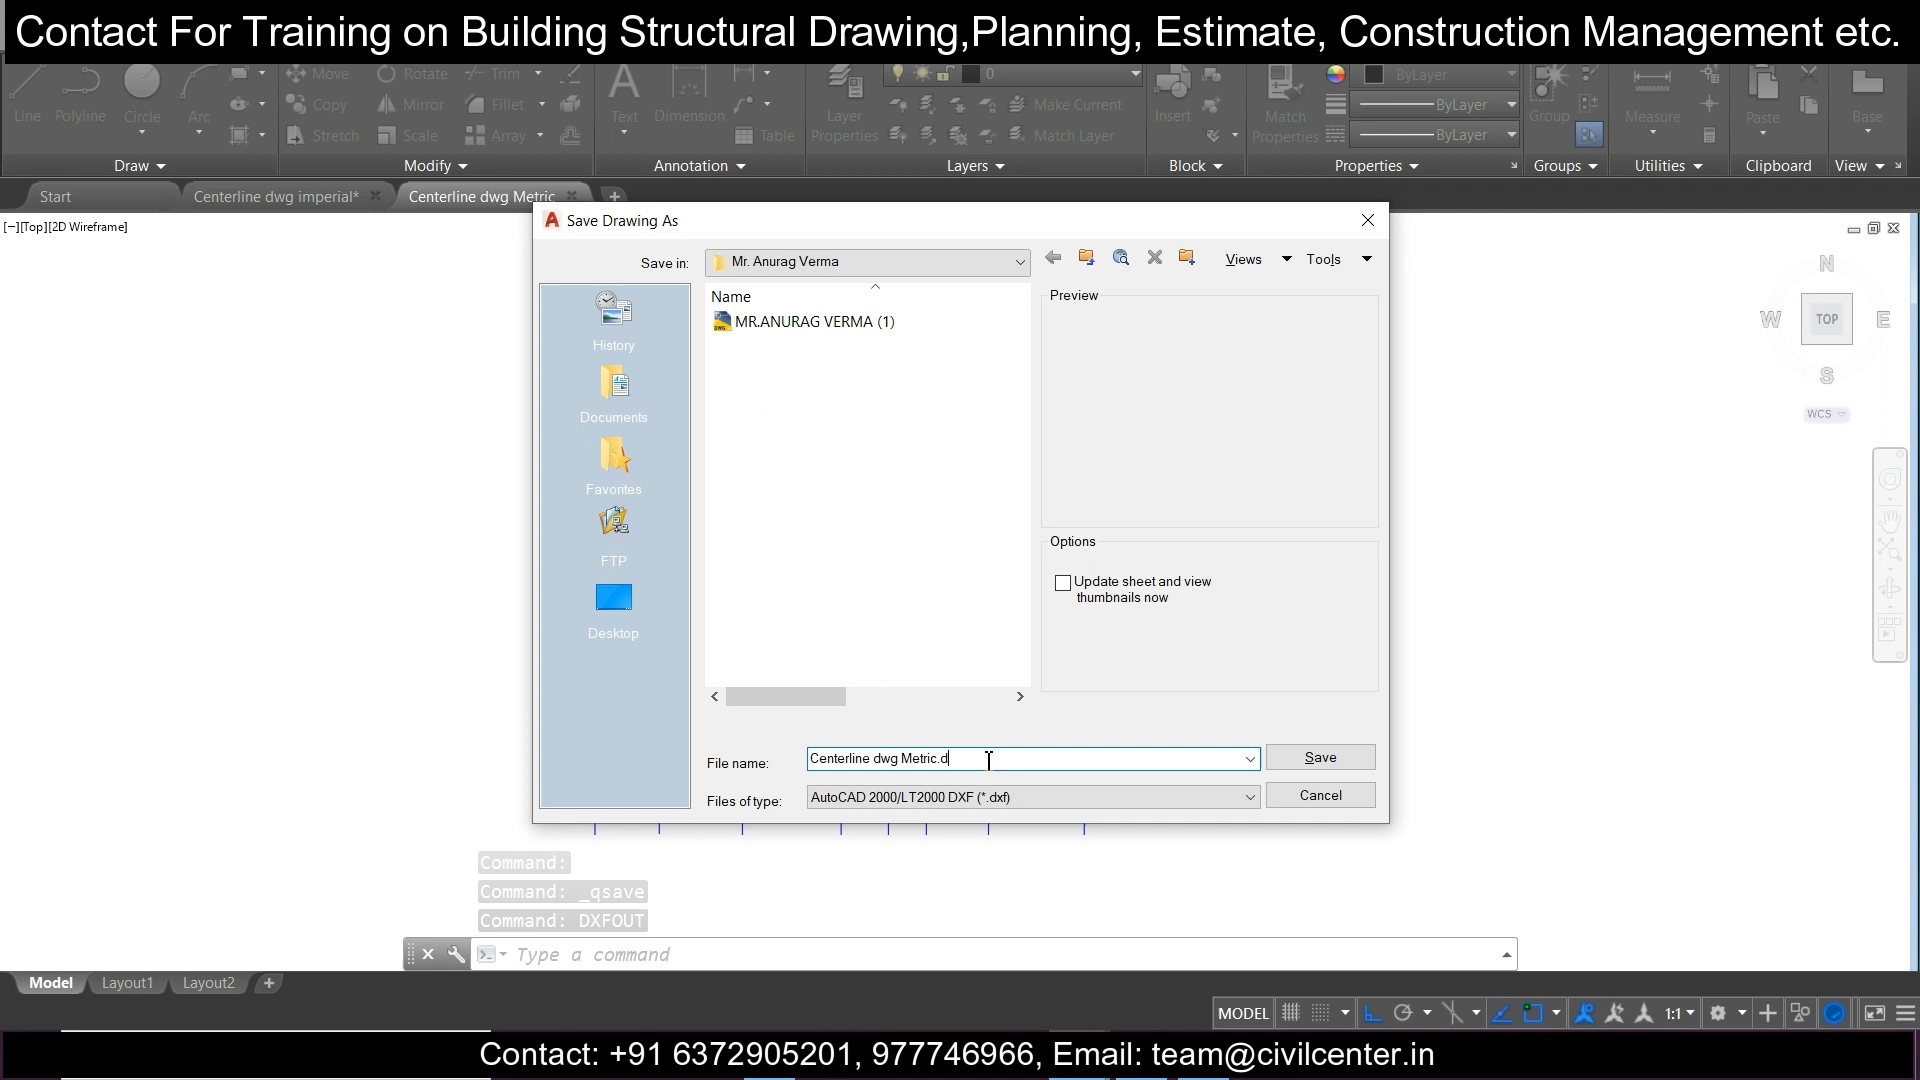 Contact For Training on Building Structural Drawing,Planning, Estimate, Construction Management etc.
Line Polyline Circle Arc
Move Rotate Trim
Copy Mirror Fillet
Stretch Scale Array
Text Dimension Table
Layer Properties
0
Make Current
Match Layer
Insert
Match Properties
ByLayer
ByLayer
ByLayer
Group
Measure
Paste
Base
Draw Modify Annotation Layers Block Properties Groups Utilities Clipboard View
Start Centerline dwg imperial* Centerline dwg Metric
[−][Top][2D Wireframe]
N
W TOP E
S
WCS
Save Drawing As
Save in: Mr. Anurag Verma Views Tools
Name
MR.ANURAG VERMA (1)
History
Documents
Favorites
FTP
Desktop
Preview
Options
Update sheet and view
thumbnails now
File name: Centerline dwg Metric.d Save
Files of type: AutoCAD 2000/LT2000 DXF (*.dxf) Cancel
Command:
Command: _qsave
Command: DXFOUT
Type a command
Model Layout1 Layout2
MODEL 1:1
Contact: +91 6372905201, 977746966, Email: team@civilcenter.in